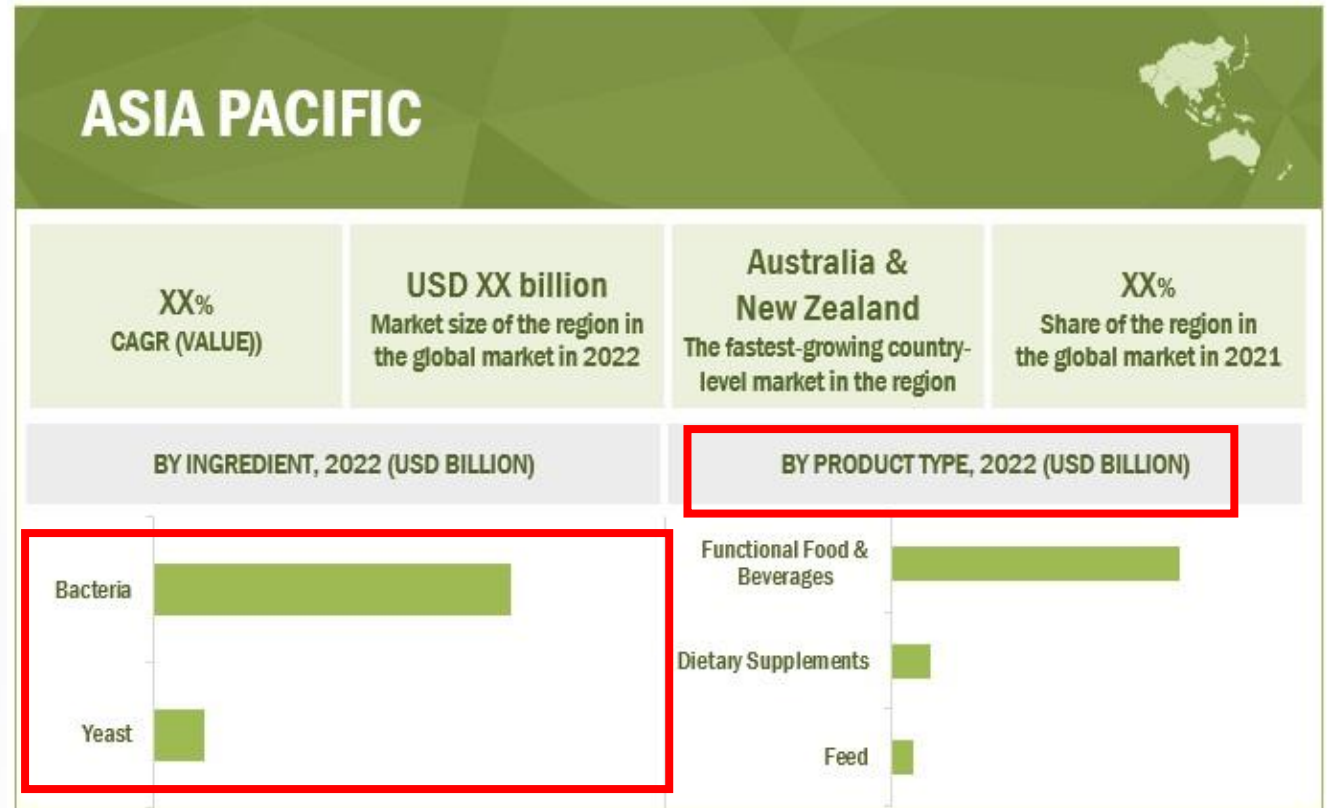 ASIA PACIFIC
XX%
CAGR (VALUE))
USD XX billion
Market size of the region in
the global market in 2022
Australia &
New Zealand
The fastest-growing country-
level market in the region
XX%
Share of the region in
the global market in 2021
BY INGREDIENT, 2022 (USD BILLION)
Bacteria
Yeast
BY PRODUCT TYPE, 2022 (USD BILLION)
Functional Food &
Beverages
Dietary Supplements
Feed